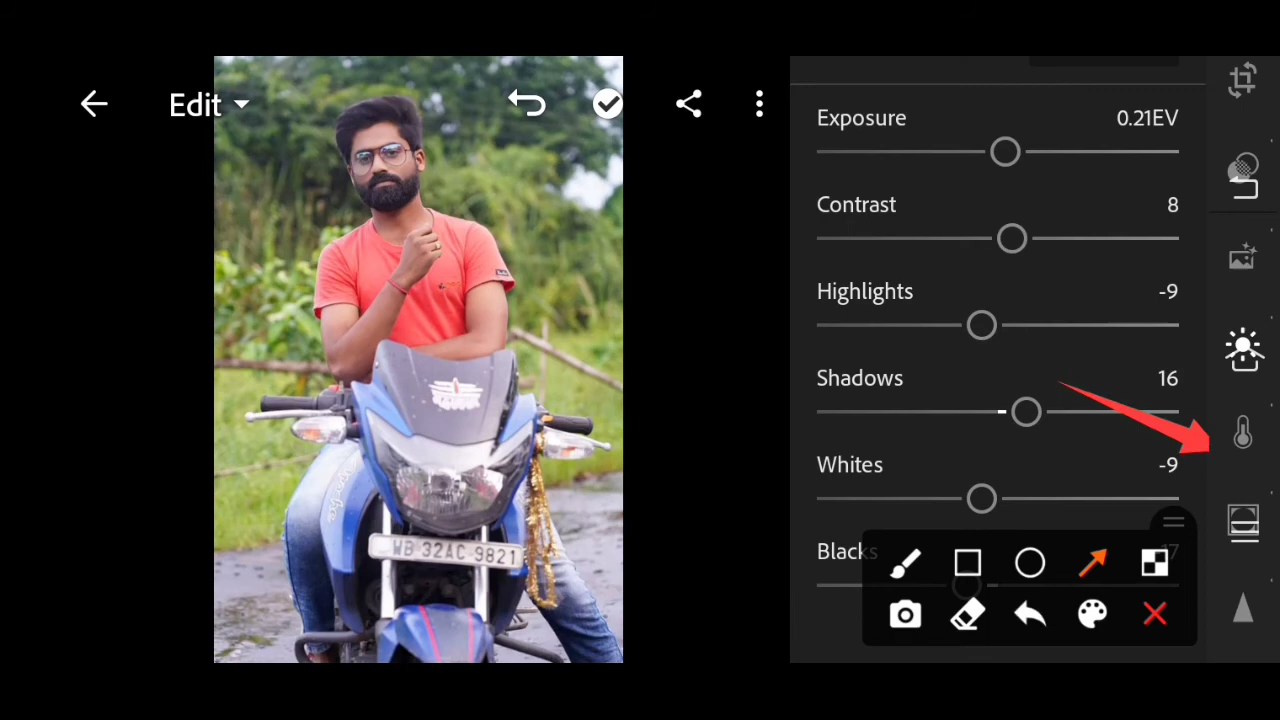 Edit
Exposure 0.21EV
Contrast 8
Highlights -9
Shadows 16
Whites -9
Blacks
WB 32AC 9821